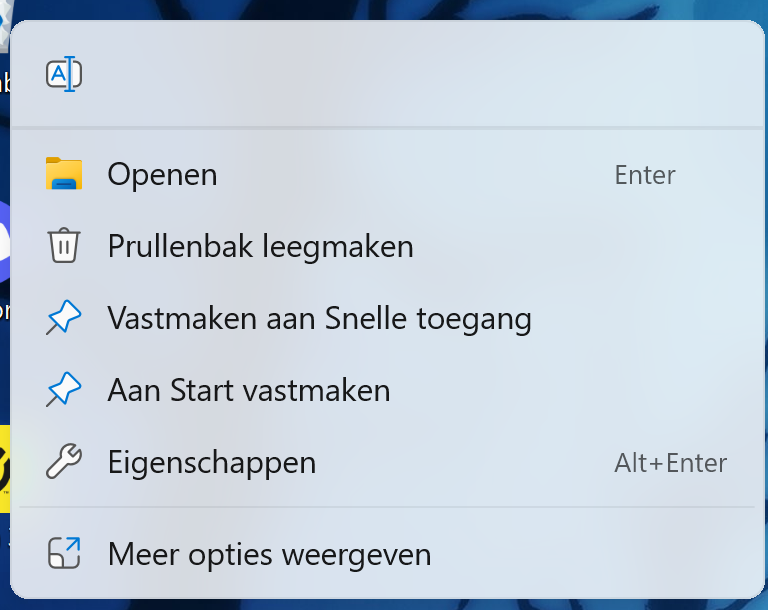 Openen Enter
Prullenbak leegmaken
Vastmaken aan Snelle toegang
Aan Start vastmaken
Eigenschappen Alt+Enter
Meer opties weergeven